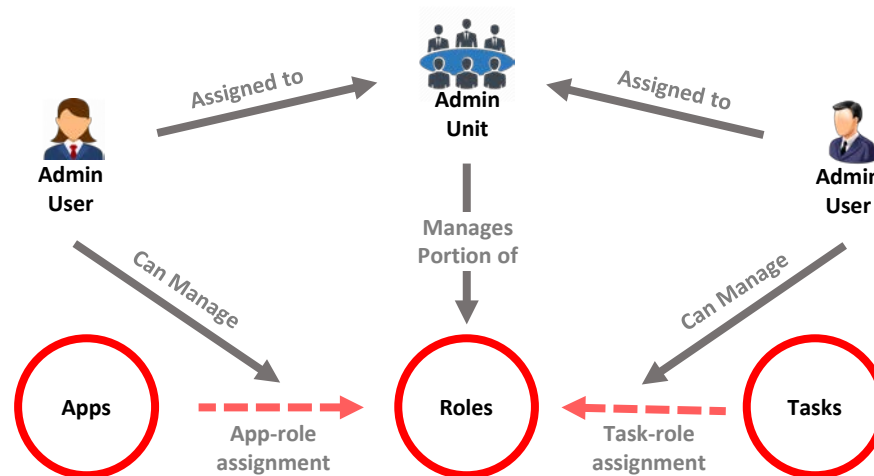 Assigned to
Admin
Unit
Assigned to
Admin
User
Admin
User
Manages
Portion of
Can Manage
Can Manage
Apps
Roles
Tasks
App-role
assignment
Task-role
assignment